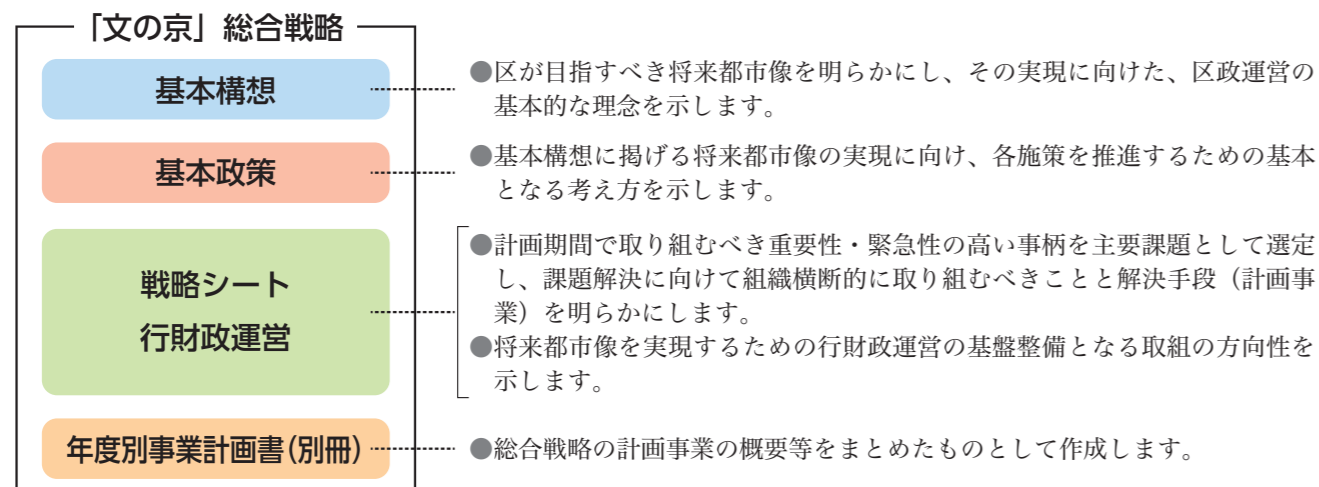 「文の京」総合戦略
基本構想
●区が目指すべき将来都市像を明らかにし、その実現に向けた、区政運営の
基本的な理念を示します。
基本政策
●基本構想に掲げる将来都市像の実現に向け、各施策を推進するための基本
となる考え方を示します。
戦略シート
行財政運営
●計画期間で取り組むべき重要性・緊急性の高い事柄を主要課題として選定
し、課題解決に向けて組織横断的に取り組むべきことと解決手段（計画事
業）を明らかにします。
●将来都市像を実現するための行財政運営の基盤整備となる取組の方向性を
示します。
年度別事業計画書(別冊)
●総合戦略の計画事業の概要等をまとめたものとして作成します。